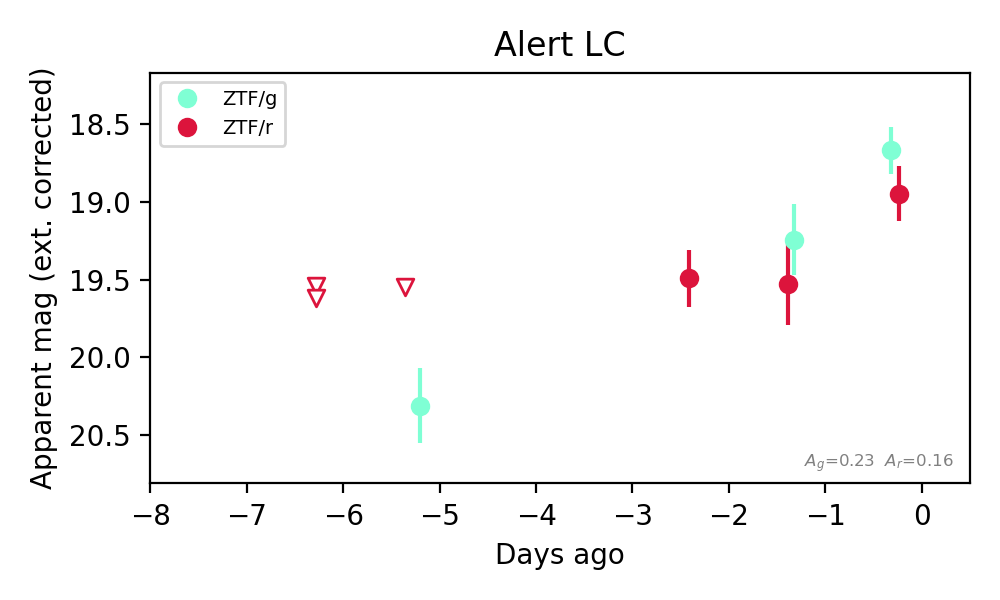 Alert LC
ZTF/g
ZTF/r
Apparent mag (ext. corrected)
18.5
19.0
19.5
20.0
20.5
A_g=0.23 A_r=0.16
−8 −7 −6 −5 −4 −3 −2 −1 0
Days ago